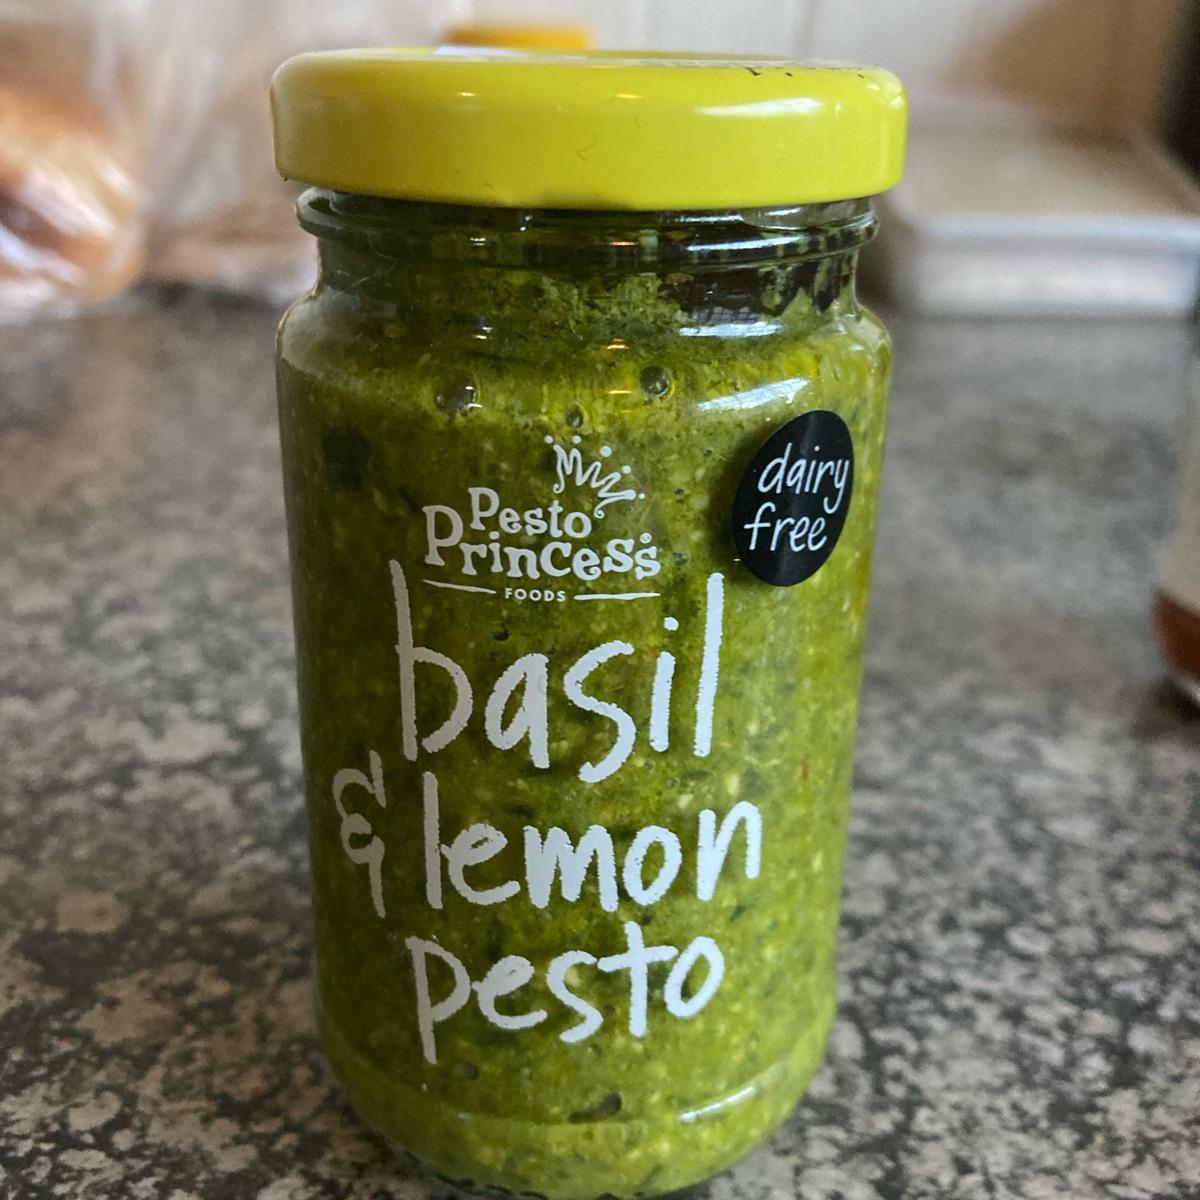 Pesto
Princess
FOODS
dairy
free
basil
& lemon
pesto